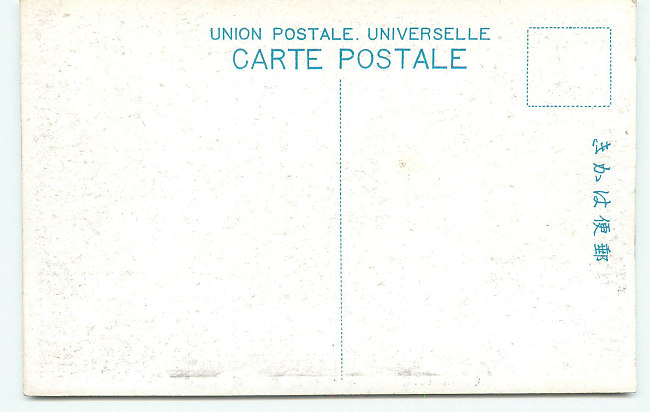 UNION POSTALE. UNIVERSELLE
CARTE POSTALE
きかは便郵